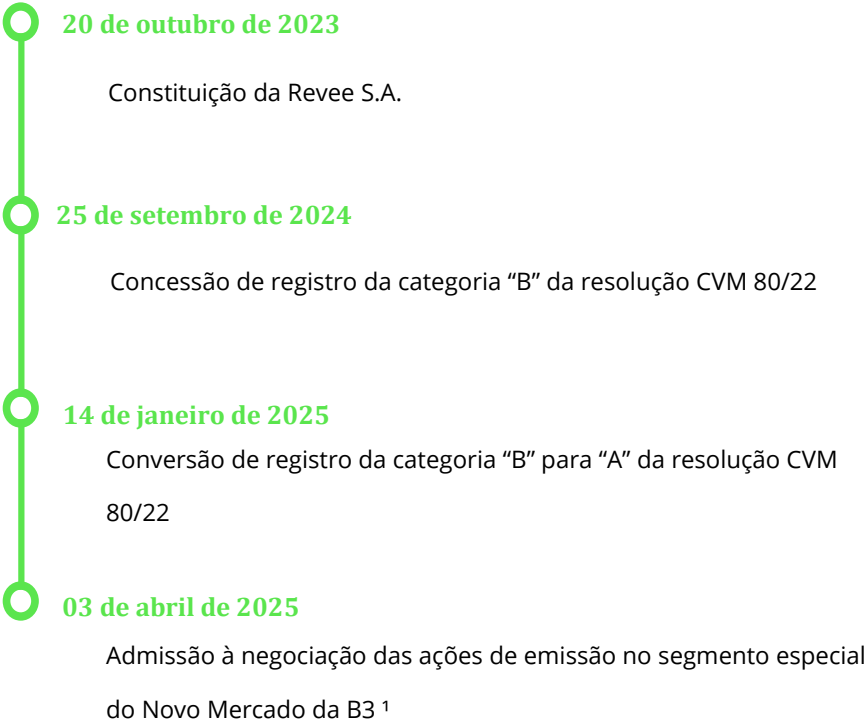 20 de outubro de 2023
Constituição da Revee S.A.
25 de setembro de 2024
Concessão de registro da categoria “B” da resolução CVM 80/22
14 de janeiro de 2025
Conversão de registro da categoria “B” para “A” da resolução CVM
80/22
03 de abril de 2025
Admissão à negociação das ações de emissão no segmento especial
do Novo Mercado da B3 ¹